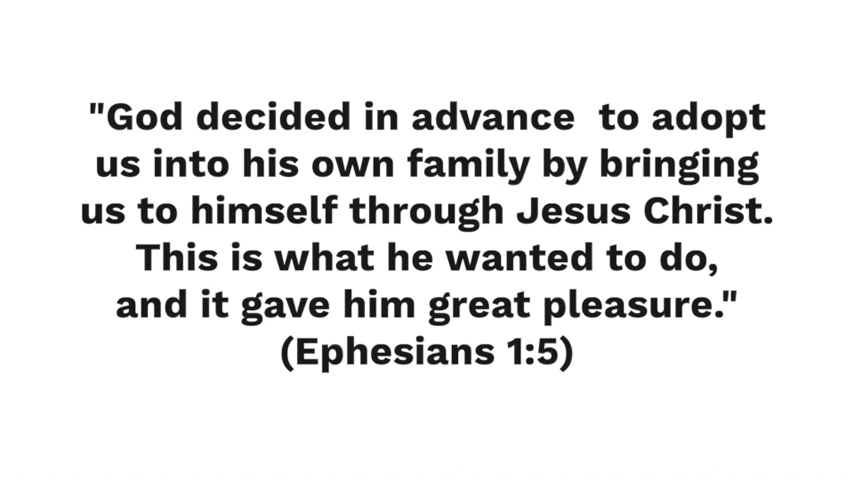 "God decided in advance  to adopt
us into his own family by bringing
us to himself through Jesus Christ.
This is what he wanted to do,
and it gave him great pleasure."
(Ephesians 1:5)